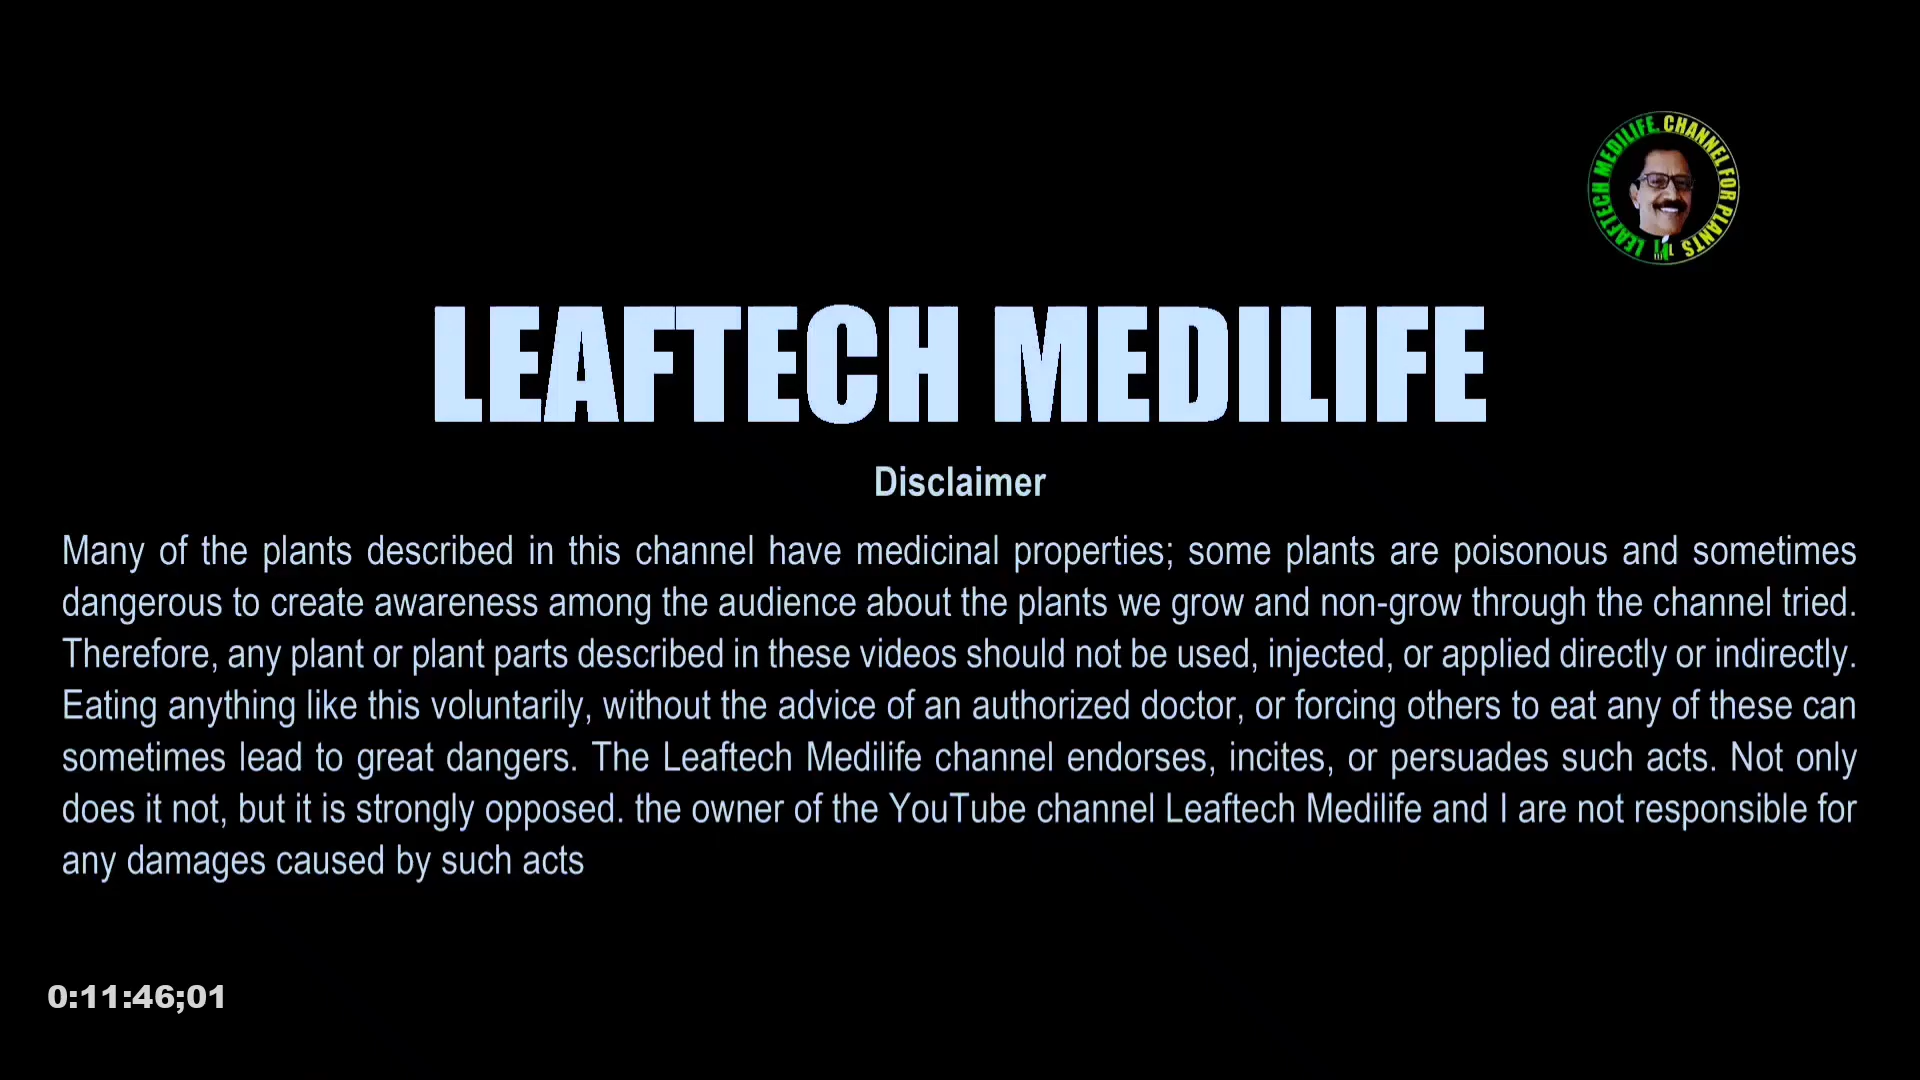 LEAFTECH MEDILIFE. CHANNEL FOR PLANTS
LEAFTECH MEDILIFE
Disclaimer
Many of the plants described in this channel have medicinal properties; some plants are poisonous and sometimes
dangerous to create awareness among the audience about the plants we grow and non-grow through the channel tried.
Therefore, any plant or plant parts described in these videos should not be used, injected, or applied directly or indirectly.
Eating anything like this voluntarily, without the advice of an authorized doctor, or forcing others to eat any of these can
sometimes lead to great dangers. The Leaftech Medilife channel endorses, incites, or persuades such acts. Not only
does it not, but it is strongly opposed. the owner of the YouTube channel Leaftech Medilife and I are not responsible for
any damages caused by such acts
0:11:46;01